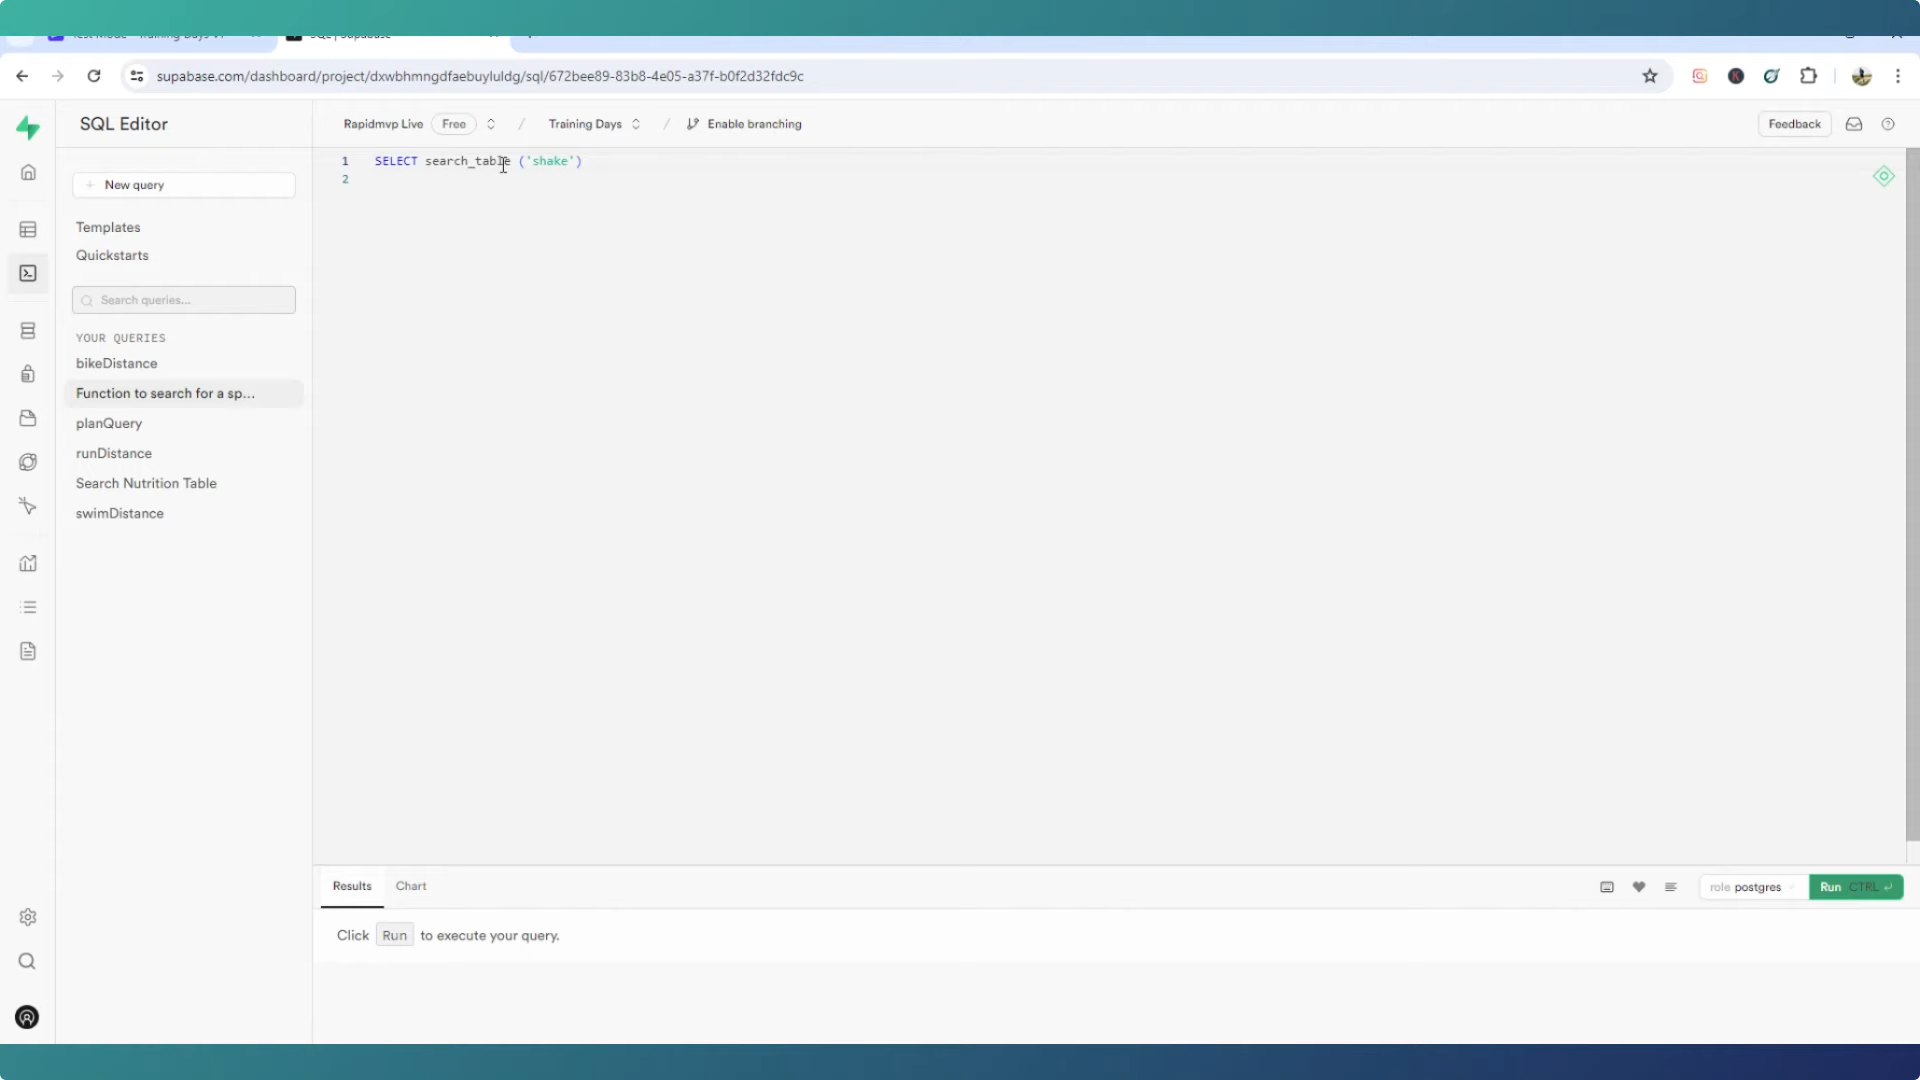 supabase.com/dashboard/project/dxwbhmngdfaebuyluldg/sql/672bee89-83b8-4e05-a37f-b0f2d32fdc9c
SQL Editor
Rapidmvp Live Free / Training Days / Enable branching
Feedback
1 SELECT search_table ('shake')
2
New query
Templates
Quickstarts
Search queries...
YOUR QUERIES
bikeDistance
Function to search for a sp...
planQuery
runDistance
Search Nutrition Table
swimDistance
Results Chart
role postgres Run CTRL
Click Run to execute your query.